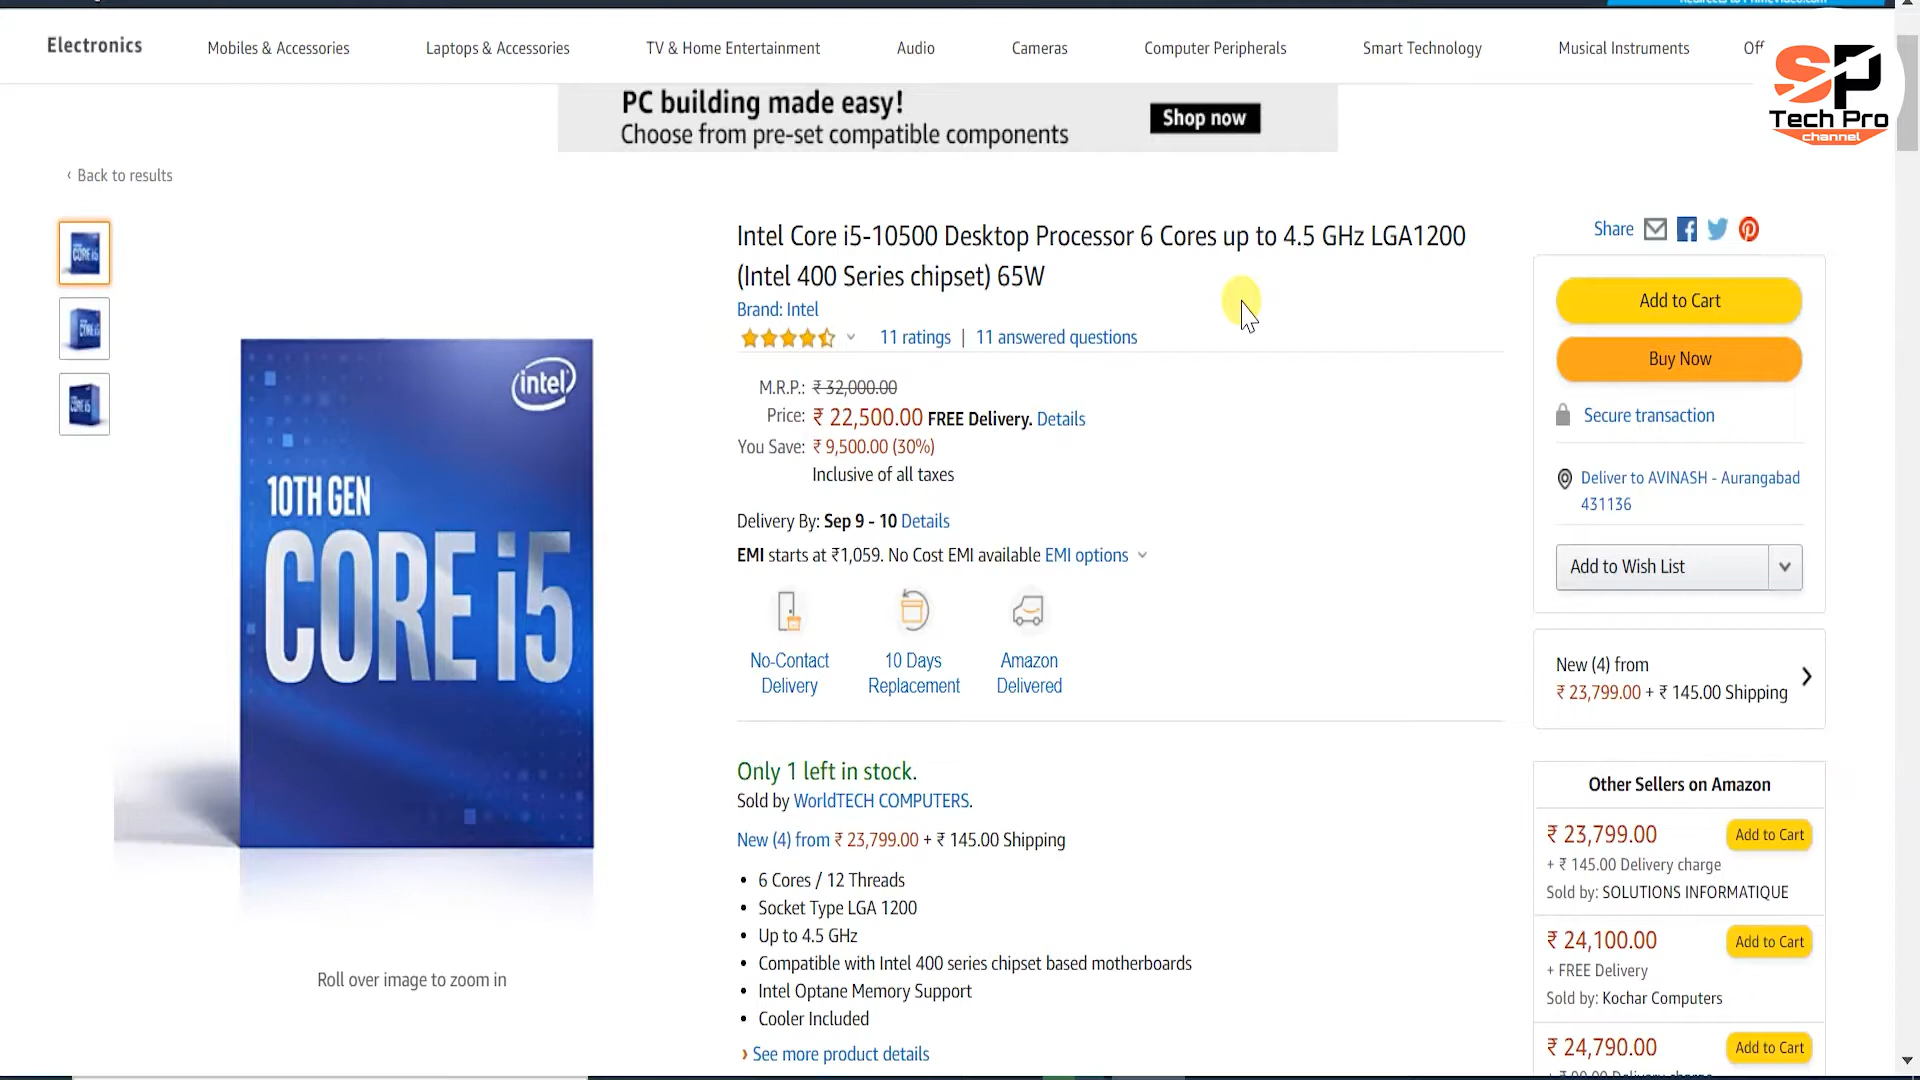 Electronics
Mobiles & Accessories
Laptops & Accessories
TV & Home Entertainment
Audio
Cameras
Computer Peripherals
Smart Technology
Musical Instruments
Off
SP
Tech Pro
channel
PC building made easy!
Choose from pre-set compatible components
Shop now
‹ Back to results
Intel Core i5-10500 Desktop Processor 6 Cores up to 4.5 GHz LGA1200
(Intel 400 Series chipset) 65W
Brand: Intel
11 ratings | 11 answered questions
M.R.P.: ₹ 32,000.00
Price: ₹ 22,500.00 FREE Delivery. Details
You Save: ₹ 9,500.00 (30%)
Inclusive of all taxes
Delivery By: Sep 9 - 10 Details
EMI starts at ₹1,059. No Cost EMI available EMI options
No-Contact
Delivery
10 Days
Replacement
Amazon
Delivered
Only 1 left in stock.
Sold by WorldTECH COMPUTERS.
New (4) from ₹ 23,799.00 + ₹ 145.00 Shipping
• 6 Cores / 12 Threads
• Socket Type LGA 1200
• Up to 4.5 GHz
• Compatible with Intel 400 series chipset based motherboards
• Intel Optane Memory Support
• Cooler Included
› See more product details
intel
10TH GEN
CORE i5
Roll over image to zoom in
Share
Add to Cart
Buy Now
Secure transaction
Deliver to AVINASH - Aurangabad
431136
Add to Wish List
New (4) from
₹ 23,799.00 + ₹ 145.00 Shipping
Other Sellers on Amazon
₹ 23,799.00
Add to Cart
+ ₹ 145.00 Delivery charge
Sold by: SOLUTIONS INFORMATIQUE
₹ 24,100.00
Add to Cart
+ FREE Delivery
Sold by: Kochar Computers
₹ 24,790.00
Add to Cart